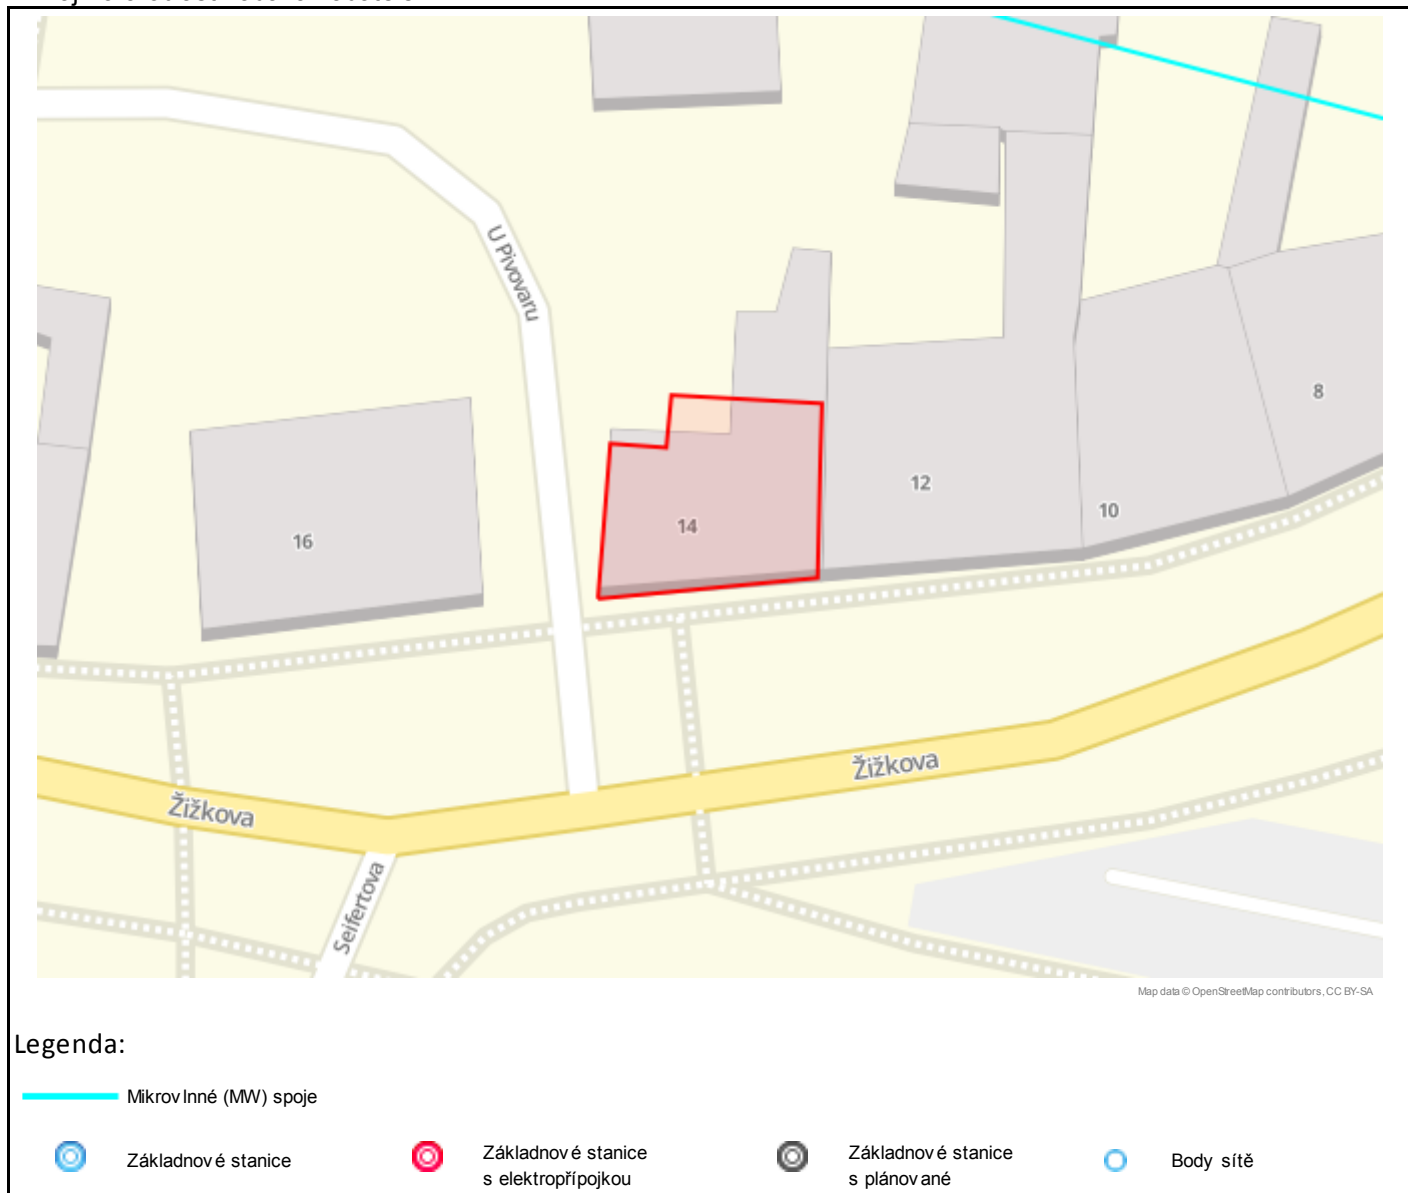 U Pivovaru
8
12
10
14
16
Žižkova
Žižkova
Seifertova
Map data © OpenStreetMap contributors, CC BY-SA
Legenda:
Mikrovlnné (MW) spoje
Základnové stanice
Základnové stanice
s elektropřípojkou
Základnové stanice
s plánované
Body sítě